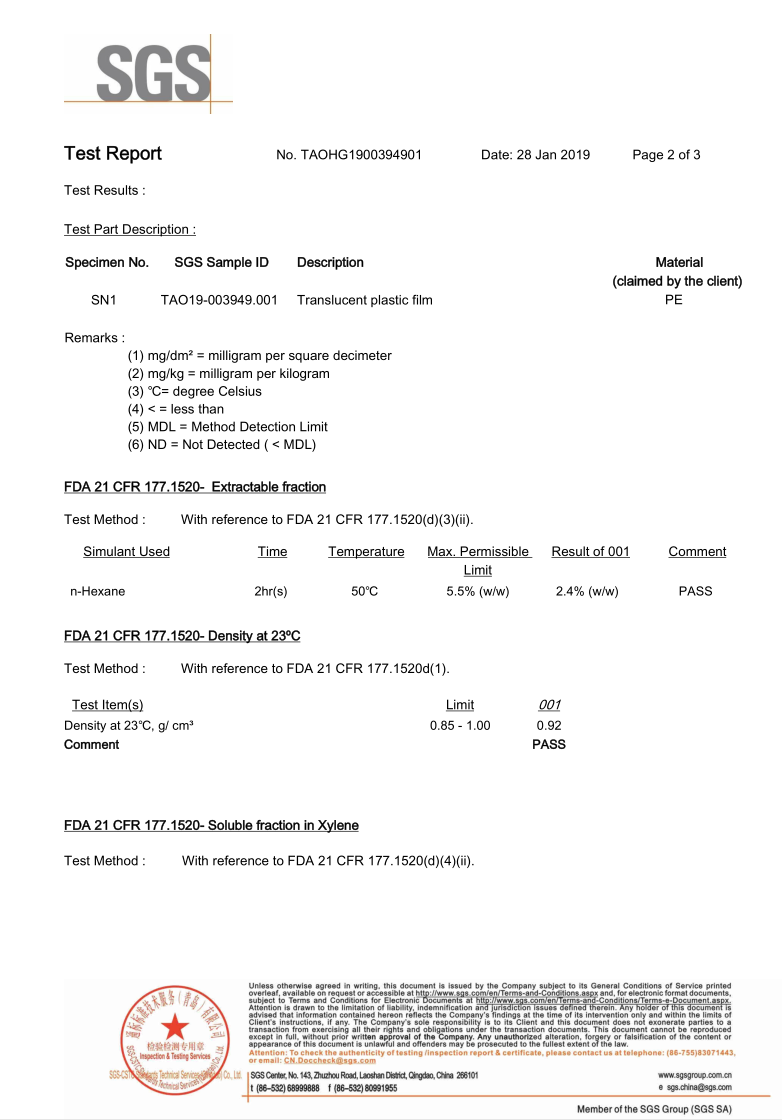 SGS
Test Report No. TAOHG1900394901 Date: 28 Jan 2019 Page 2 of 3
Test Results :
Test Part Description :
Specimen No. SGS Sample ID Description Material
(claimed by the client)
SN1 TAO19-003949.001 Translucent plastic film PE
Remarks :
(1) mg/dm² = milligram per square decimeter
(2) mg/kg = milligram per kilogram
(3) °C= degree Celsius
(4) < = less than
(5) MDL = Method Detection Limit
(6) ND = Not Detected ( < MDL)
FDA 21 CFR 177.1520- Extractable fraction
Test Method : With reference to FDA 21 CFR 177.1520(d)(3)(ii).
Simulant Used Time Temperature Max. Permissible Result of 001 Comment
Limit
n-Hexane 2hr(s) 50℃ 5.5% (w/w) 2.4% (w/w) PASS
FDA 21 CFR 177.1520- Density at 23ºC
Test Method : With reference to FDA 21 CFR 177.1520d(1).
Test Item(s) Limit 001
Density at 23℃, g/ cm³ 0.85 - 1.00 0.92
Comment PASS
FDA 21 CFR 177.1520- Soluble fraction in Xylene
Test Method : With reference to FDA 21 CFR 177.1520(d)(4)(ii).
检验检测专用章
Inspection & Testing Services
Unless otherwise agreed in writing, this document is issued by the Company subject to its General Conditions of Service printed
overleaf, available on request or accessible at http://www.sgs.com/en/Terms-and-Conditions.aspx and, for electronic format documents,
subject to Terms and Conditions for Electronic Documents at http://www.sgs.com/en/Terms-and-Conditions/Terms-e-Document.aspx.
Attention is drawn to the limitation of liability, indemnification and jurisdiction issues defined therein. Any holder of this document is
advised that information contained hereon reflects the Company's findings at the time of its intervention only and within the limits of
Client's instructions, if any. The Company's sole responsibility is to its Client and this document does not exonerate parties to a
transaction from exercising all their rights and obligations under the transaction documents. This document cannot be reproduced
except in full, without prior written approval of the Company. Any unauthorized alteration, forgery or falsification of the content or
appearance of this document is unlawful and offenders may be prosecuted to the fullest extent of the law.
Attention: To check the authenticity of testing /inspection report & certificate, please contact us at telephone: (86-755)83071443,
or email: CN.Doccheck@sgs.com
SGS Center, No. 143, Zhuzhou Road, Laoshan District, Qingdao, China 266101 www.sgsgroup.com.cn
t (86–532) 68999888 f (86–532) 80991955 e sgs.china@sgs.com
Member of the SGS Group (SGS SA)